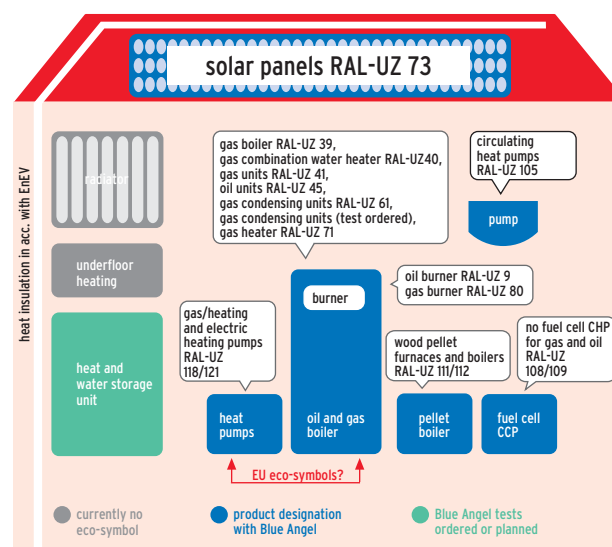 solar panels RAL-UZ 73
heat insulation in acc. with EnEV
radiator
gas boiler RAL-UZ 39,
gas combination water heater RAL-UZ40,
gas units RAL-UZ 41,
oil units RAL-UZ 45,
gas condensing units RAL-UZ 61,
gas condensing units (test ordered),
gas heater RAL-UZ 71
circulating
heat pumps
RAL-UZ 105
pump
underfloor
heating
burner
oil burner RAL-UZ 9
gas burner RAL-UZ 80
gas/heating
and electric
heating pumps
RAL-UZ
118/121
wood pellet
furnaces and boilers
RAL-UZ 111/112
no fuel cell CHP
for gas and oil
RAL-UZ
108/109
heat and
water storage
unit
heat
pumps
oil and gas
boiler
pellet
boiler
fuel cell
CCP
EU eco-symbols?
currently no
eco-symbol
product designation
with Blue Angel
Blue Angel tests
ordered or planned